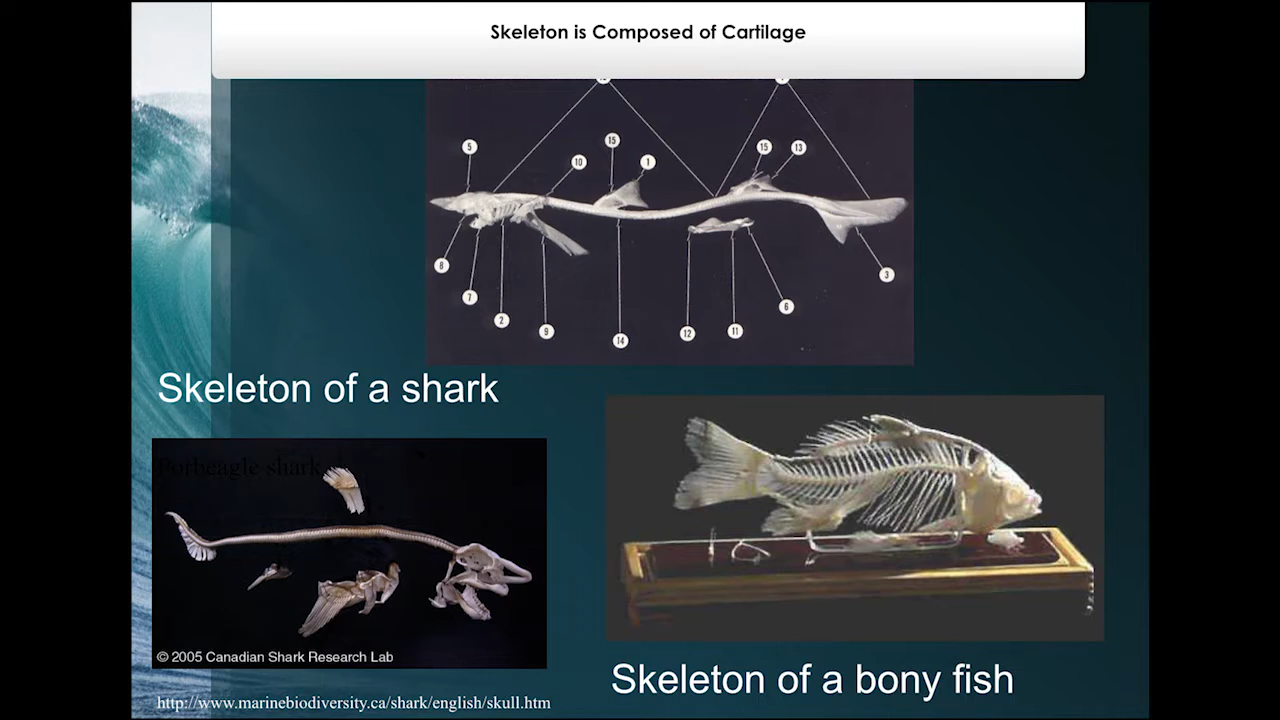 Skeleton is Composed of Cartilage
5
15
10
1
15
13
8
7
2
9
14
12
11
6
3
Skeleton of a shark
Porbeagle shark
© 2005 Canadian Shark Research Lab
http://www.marinebiodiversity.ca/shark/english/skull.htm
Skeleton of a bony fish